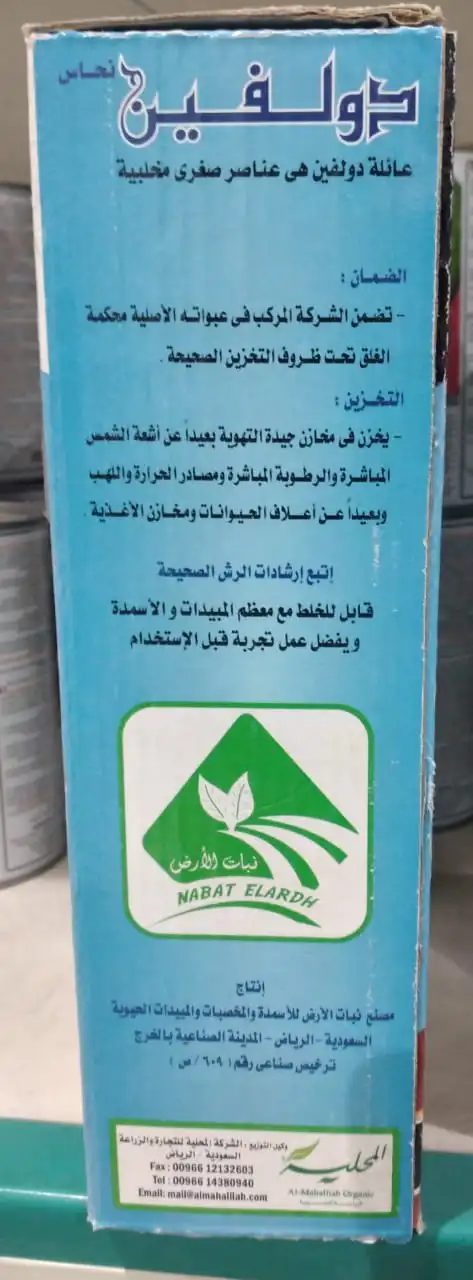 دولفين نحاس
عائلة دولفين هى عناصر صغرى مخلبية
الضمان :
- تضمن الشركة المركب فى عبواته الأصلية محكمة
الغلق تحت ظروف التخزين الصحيحة .
التخزين :
- يخزن فى مخازن جيدة التهوية بعيداً عن أشعة الشمس
المباشرة والرطوبة المباشرة ومصادر الحرارة واللهب
وبعيداً عن أعلاف الحيوانات ومخازن الأغذية .
إتبع إرشادات الرش الصحيحة
قابل للخلط مع معظم المبيدات و الأسمدة
و يفضل عمل تجربة قبل الإستخدام
نبات الأرض
NABAT ELARDH
إنتاج
مصنع نبات الأرض للأسمدة والمخصبات والمبيدات الحيوية
السعودية - الرياض - المدينة الصناعية بالخرج
ترخيص صناعى رقم ( ٦٠٩ / ص )
المحلية
Al-Mahalliah Organic
وكيل التوزيع : الشركة المحلية للتجارة والزراعة
السعودية - الرياض
Fax : 00966 12132603
Tel : 00966 14380940
Email: mail@almahalliah.com